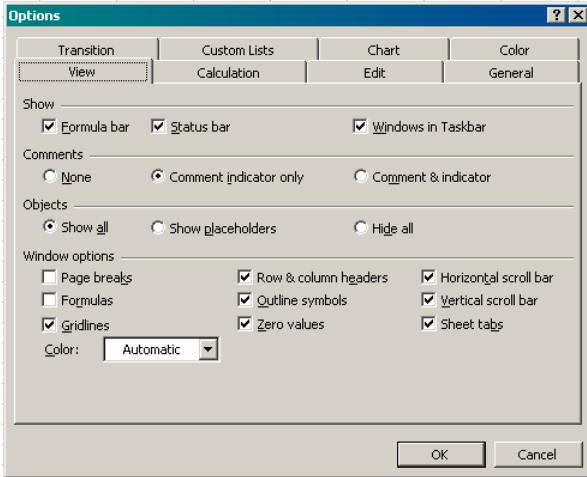 Options
Transition Custom Lists Chart Color
View Calculation Edit General
Show
Formula bar Status bar Windows in Taskbar
Comments
None Comment indicator only Comment & indicator
Objects
Show all Show placeholders Hide all
Window options
Page breaks Row & column headers Horizontal scroll bar
Formulas Outline symbols Vertical scroll bar
Gridlines Zero values Sheet tabs
Color: Automatic
OK Cancel